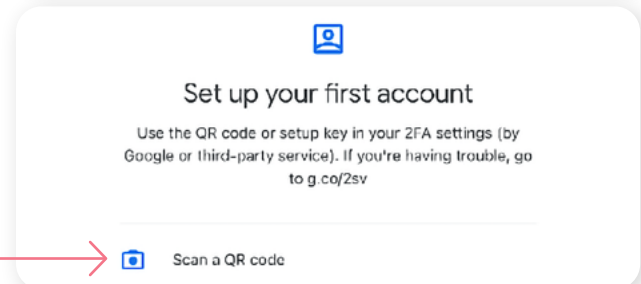 Set up your first account
Use the QR code or setup key in your 2FA settings (by
Google or third-party service). If you're having trouble, go
to g.co/2sv
Scan a QR code